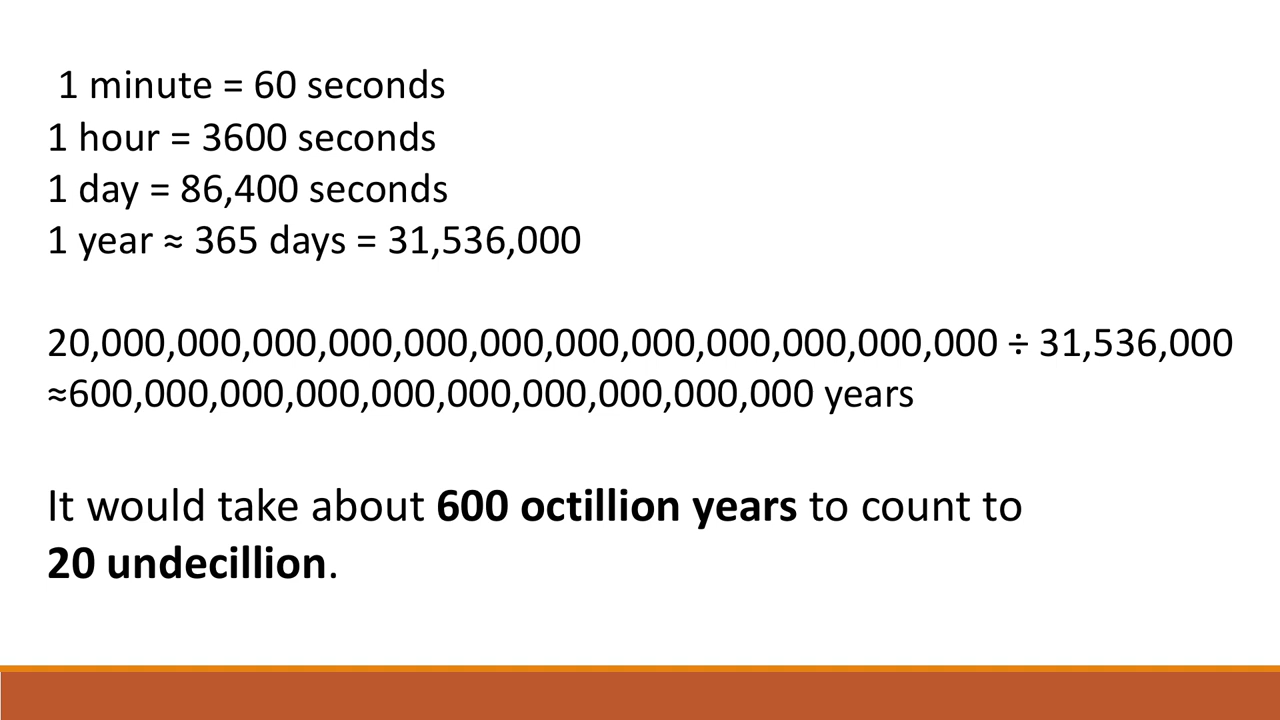 1 minute = 60 seconds
1 hour = 3600 seconds
1 day = 86,400 seconds
1 year ≈ 365 days = 31,536,000
20,000,000,000,000,000,000,000,000,000,000,000,000 ÷ 31,536,000
≈600,000,000,000,000,000,000,000,000,000 years
It would take about 600 octillion years to count to
20 undecillion.